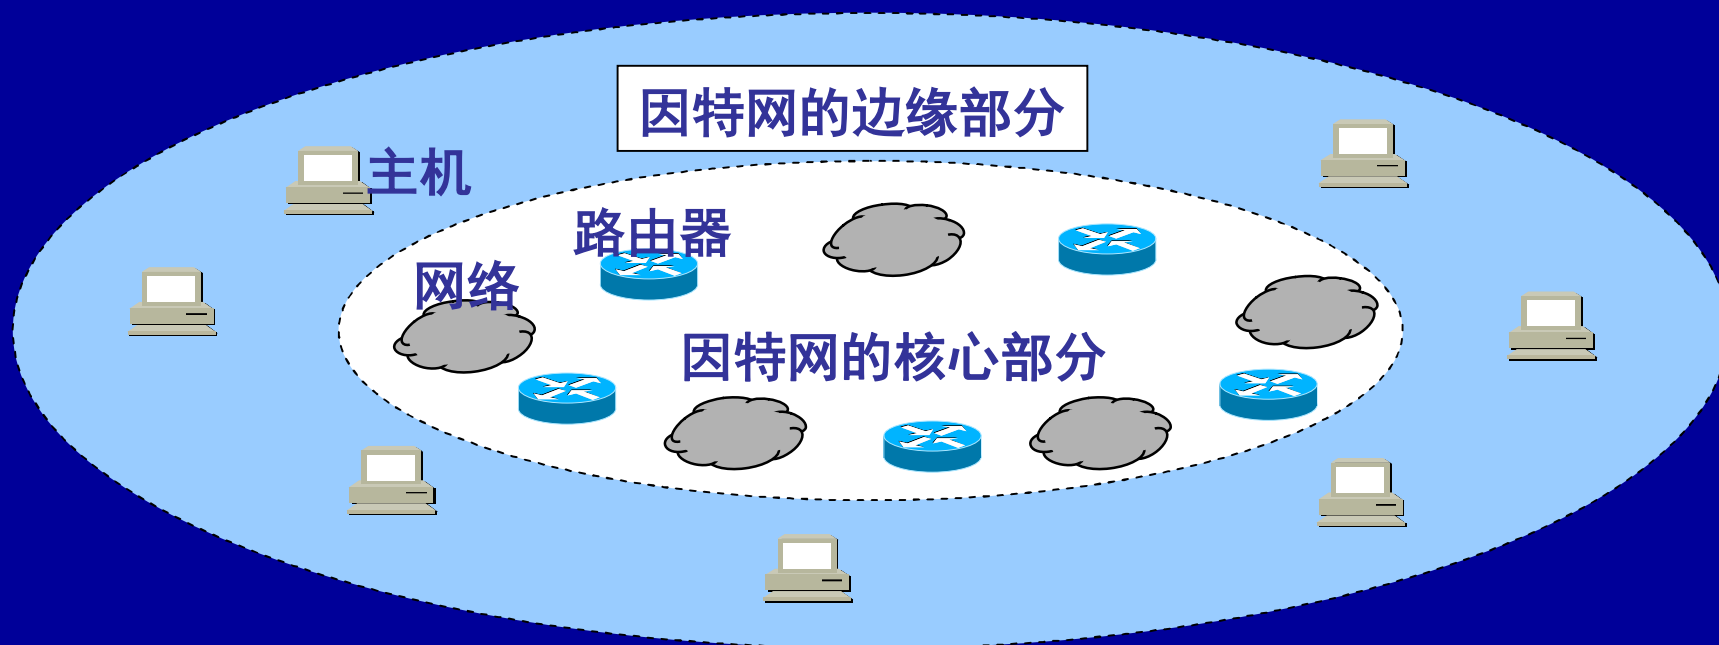 因特网的边缘部分
主机
路由器
网络
因特网的核心部分